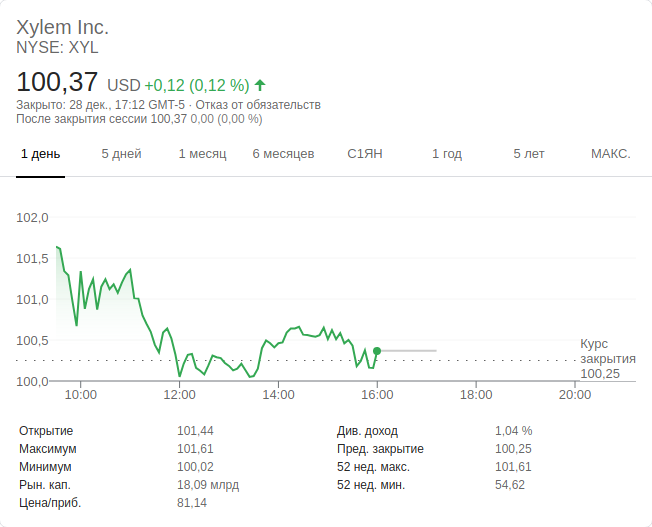 Xylem Inc.
NYSE: XYL
100,37 USD +0,12 (0,12 %)
Закрыто: 28 дек., 17:12 GMT-5 · Отказ от обязательств
После закрытия сессии 100,37 0,00 (0,00 %)
1 день 5 дней 1 месяц 6 месяцев С1ЯН 1 год 5 лет МАКС.
102,0
101,5
101,0
100,5
100,0
Курс
закрытия
100,25
10:00 12:00 14:00 16:00 18:00 20:00
Открытие 101,44 Див. доход 1,04 %
Максимум 101,61 Пред. закрытие 100,25
Минимум 100,02 52 нед. макс. 101,61
Рын. кап. 18,09 млрд 52 нед. мин. 54,62
Цена/приб. 81,14